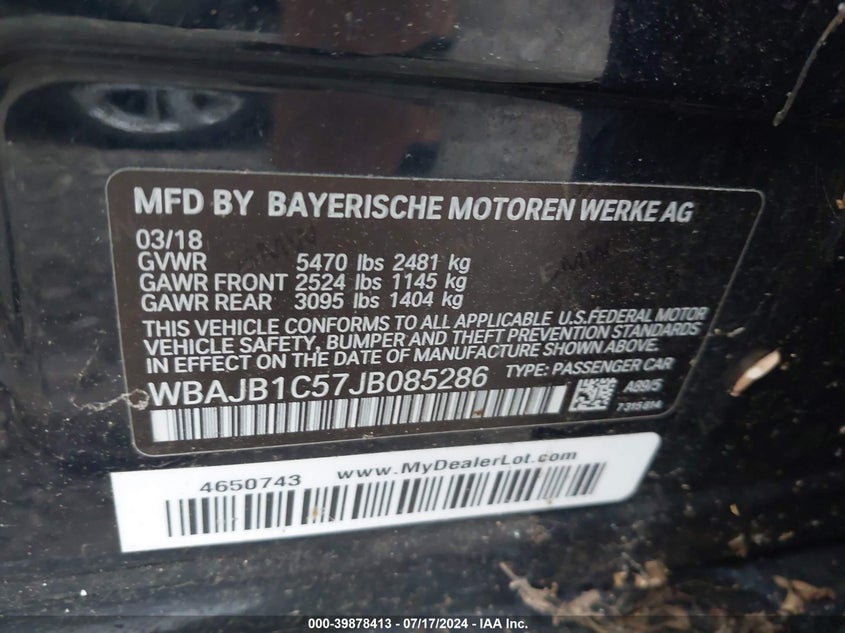 MFD BY BAYERISCHE MOTOREN WERKE AG
03/18
GVWR 5470 lbs 2481 kg
GAWR FRONT 2524 lbs 1145 kg
GAWR REAR 3095 lbs 1404 kg
THIS VEHICLE CONFORMS TO ALL APPLICABLE U.S.FEDERAL MOTOR
VEHICLE SAFETY, BUMPER AND THEFT PREVENTION STANDARDS
IN EFFECT ON THE DATE OF MANUFACTURE SHOWN ABOVE.
WBAJB1C57JB085286 TYPE: PASSENGER CAR
A89/5
7315814
4650743 www.MyDealerLot.com
000-39878413 - 07/17/2024 - IAA Inc.